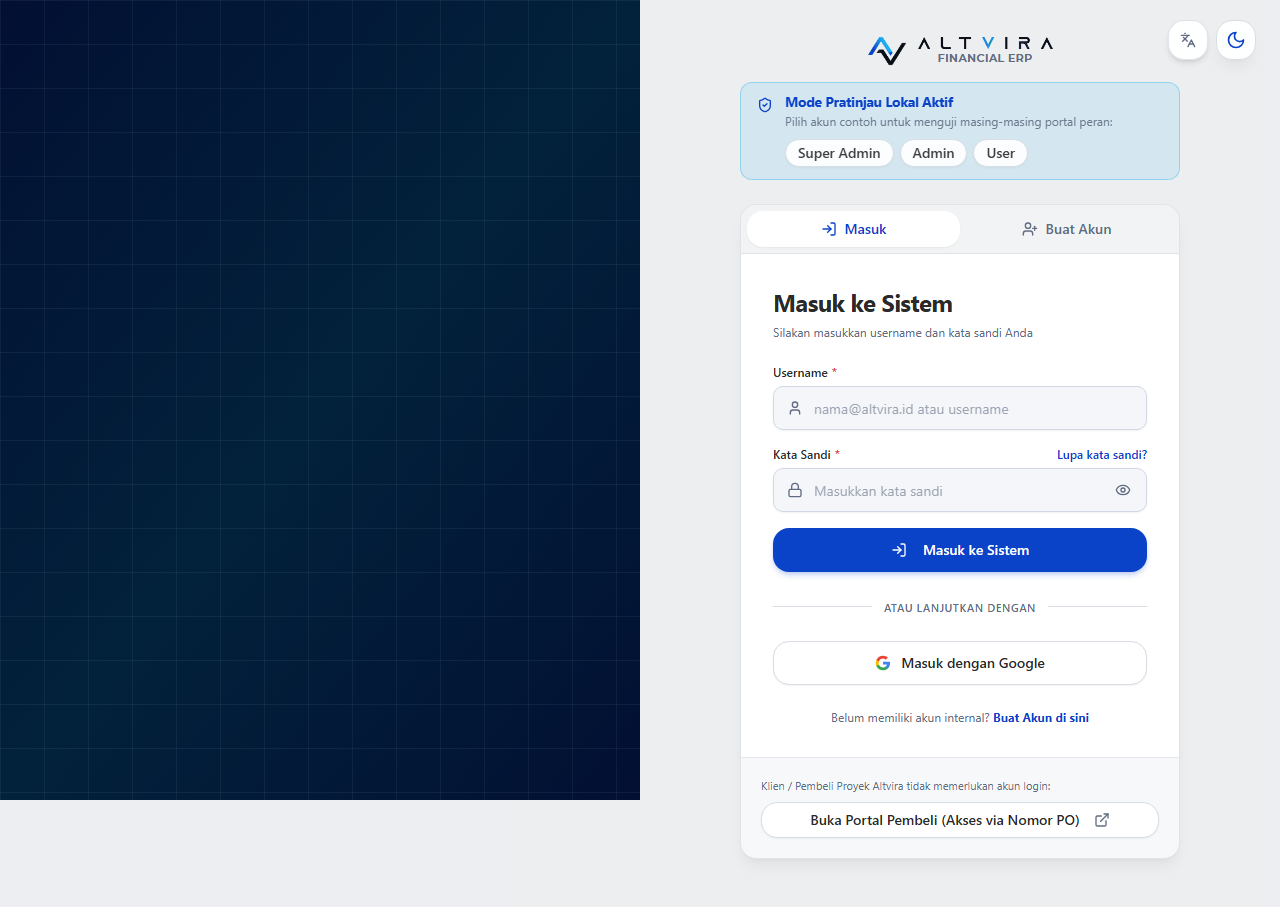 ALTVIRA
FINANCIAL ERP
Mode Pratinjau Lokal Aktif
Pilih akun contoh untuk menguji masing-masing portal peran:
Super Admin
Admin
User
Masuk
Buat Akun
Masuk ke Sistem
Silakan masukkan username dan kata sandi Anda
Username *
nama@altvira.id atau username
Kata Sandi *
Lupa kata sandi?
Masukkan kata sandi
Masuk ke Sistem
ATAU LANJUTKAN DENGAN
Masuk dengan Google
Belum memiliki akun internal? Buat Akun di sini
Klien / Pembeli Proyek Altvira tidak memerlukan akun login:
Buka Portal Pembeli (Akses via Nomor PO)